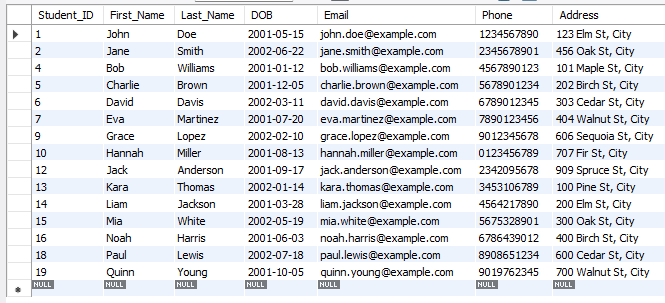 Student_ID First_Name Last_Name DOB Email Phone Address
1 John Doe 2001-05-15 john.doe@example.com 1234567890 123 Elm St, City
2 Jane Smith 2002-06-22 jane.smith@example.com 2345678901 456 Oak St, City
4 Bob Williams 2001-01-12 bob.williams@example.com 4567890123 101 Maple St, City
5 Charlie Brown 2001-12-05 charlie.brown@example.com 5678901234 202 Birch St, City
6 David Davis 2002-03-11 david.davis@example.com 6789012345 303 Cedar St, City
7 Eva Martinez 2001-07-20 eva.martinez@example.com 7890123456 404 Walnut St, City
9 Grace Lopez 2002-02-10 grace.lopez@example.com 9012345678 606 Sequoia St, City
10 Hannah Miller 2001-08-13 hannah.miller@example.com 0123456789 707 Fir St, City
12 Jack Anderson 2001-09-17 jack.anderson@example.com 2342095678 909 Spruce St, City
13 Kara Thomas 2002-01-14 kara.thomas@example.com 3453106789 100 Pine St, City
14 Liam Jackson 2001-03-28 liam.jackson@example.com 4564217890 200 Elm St, City
15 Mia White 2002-05-19 mia.white@example.com 5675328901 300 Oak St, City
16 Noah Harris 2001-06-03 noah.harris@example.com 6786439012 400 Birch St, City
18 Paul Lewis 2002-07-18 paul.lewis@example.com 8908651234 600 Cedar St, City
19 Quinn Young 2001-10-05 quinn.young@example.com 9019762345 700 Walnut St, City
NULL NULL NULL NULL NULL NULL NULL